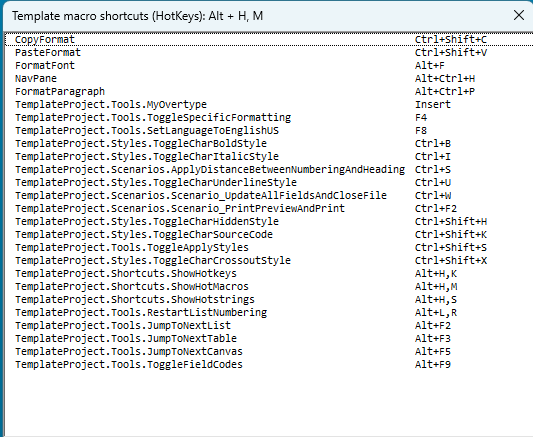 Template macro shortcuts (HotKeys): Alt + H, M
CopyFormat Ctrl+Shift+C
PasteFormat Ctrl+Shift+V
FormatFont Alt+F
NavPane Alt+Ctrl+H
FormatParagraph Alt+Ctrl+P
TemplateProject.Tools.MyOvertype Insert
TemplateProject.Tools.ToggleSpecificFormatting F4
TemplateProject.Tools.SetLanguageToEnglishUS F8
TemplateProject.Styles.ToggleCharBoldStyle Ctrl+B
TemplateProject.Styles.ToggleCharItalicStyle Ctrl+I
TemplateProject.Scenarios.ApplyDistanceBetweenNumberingAndHeading Ctrl+S
TemplateProject.Styles.ToggleCharUnderlineStyle Ctrl+U
TemplateProject.Scenarios.Scenario_UpdateAllFieldsAndCloseFile Ctrl+W
TemplateProject.Scenarios.Scenario_PrintPreviewAndPrint Ctrl+F2
TemplateProject.Styles.ToggleCharHiddenStyle Ctrl+Shift+H
TemplateProject.Styles.ToggleCharSourceCode Ctrl+Shift+K
TemplateProject.Tools.ToggleApplyStyles Ctrl+Shift+S
TemplateProject.Styles.ToggleCharCrossoutStyle Ctrl+Shift+X
TemplateProject.Shortcuts.ShowHotkeys Alt+H,K
TemplateProject.Shortcuts.ShowHotMacros Alt+H,M
TemplateProject.Shortcuts.ShowHotstrings Alt+H,S
TemplateProject.Tools.RestartListNumbering Alt+L,R
TemplateProject.Tools.JumpToNextList Alt+F2
TemplateProject.Tools.JumpToNextTable Alt+F3
TemplateProject.Tools.JumpToNextCanvas Alt+F5
TemplateProject.Tools.ToggleFieldCodes Alt+F9